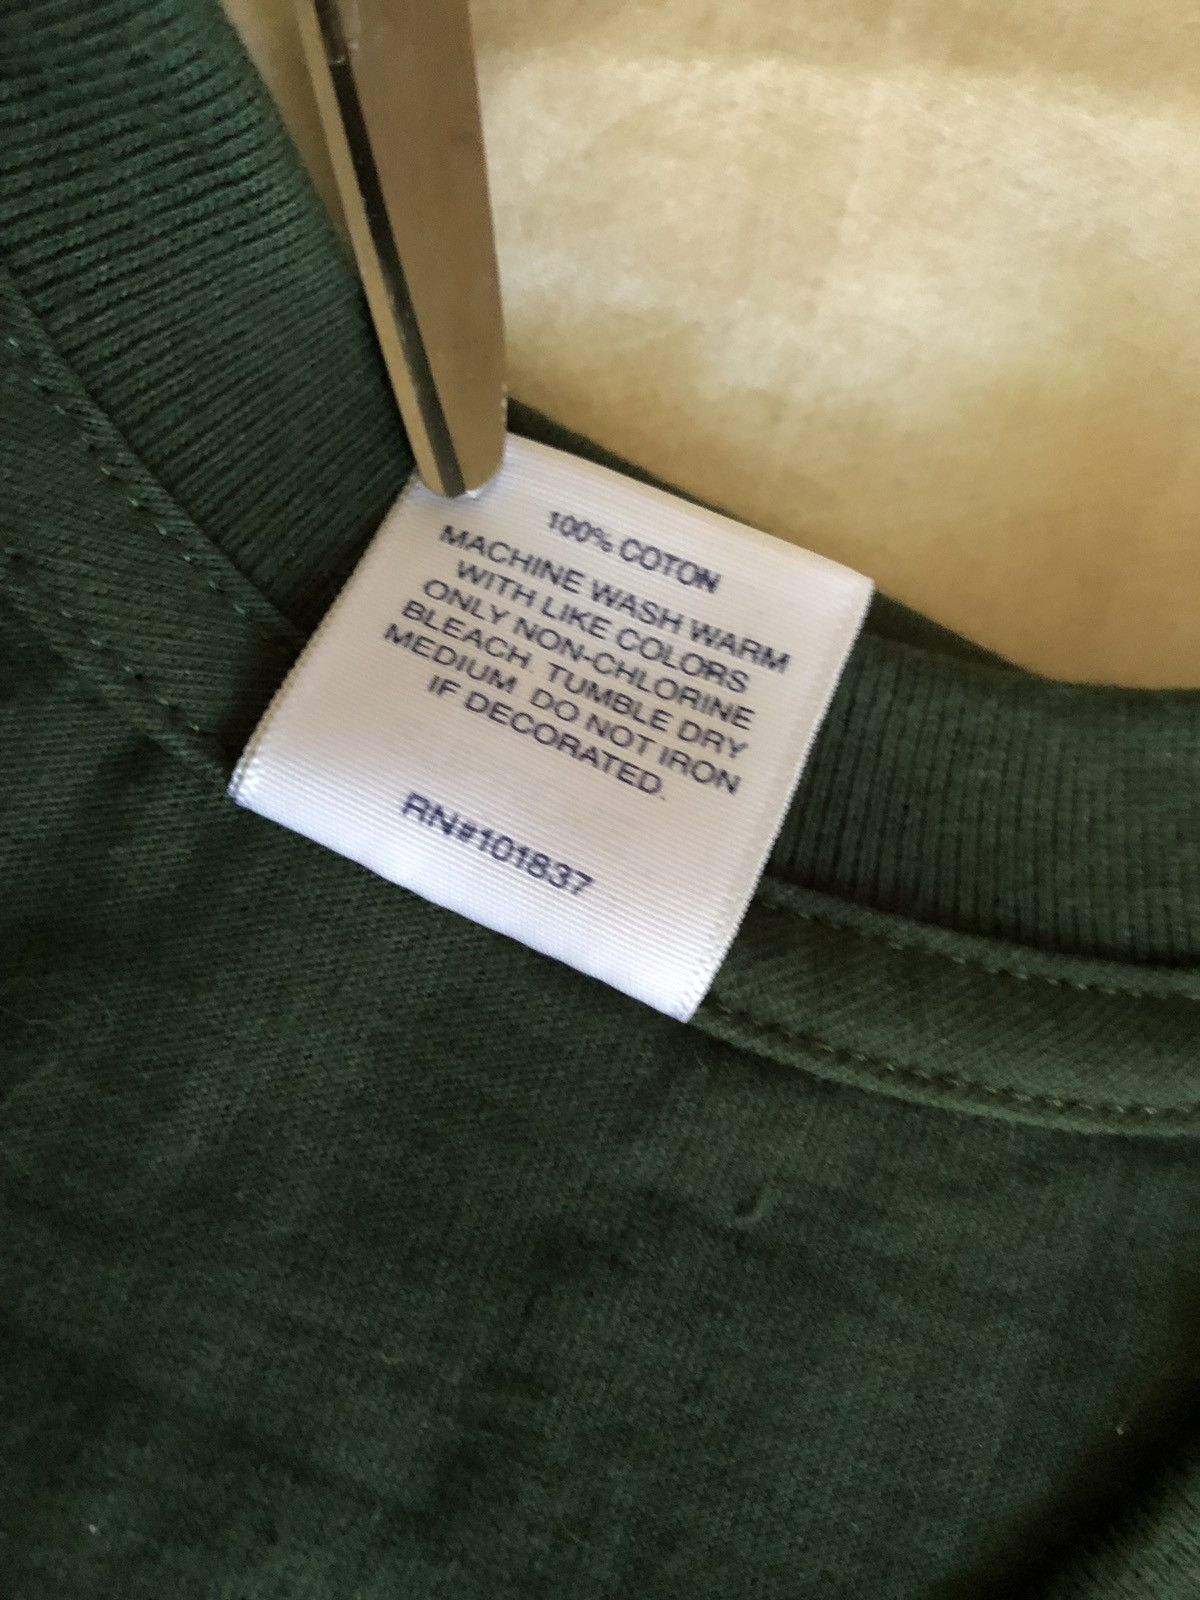 100% COTON
MACHINE WASH WARM
WITH LIKE COLORS
ONLY NON-CHLORINE
BLEACH. TUMBLE DRY
MEDIUM. DO NOT IRON
IF DECORATED.
RN#101837